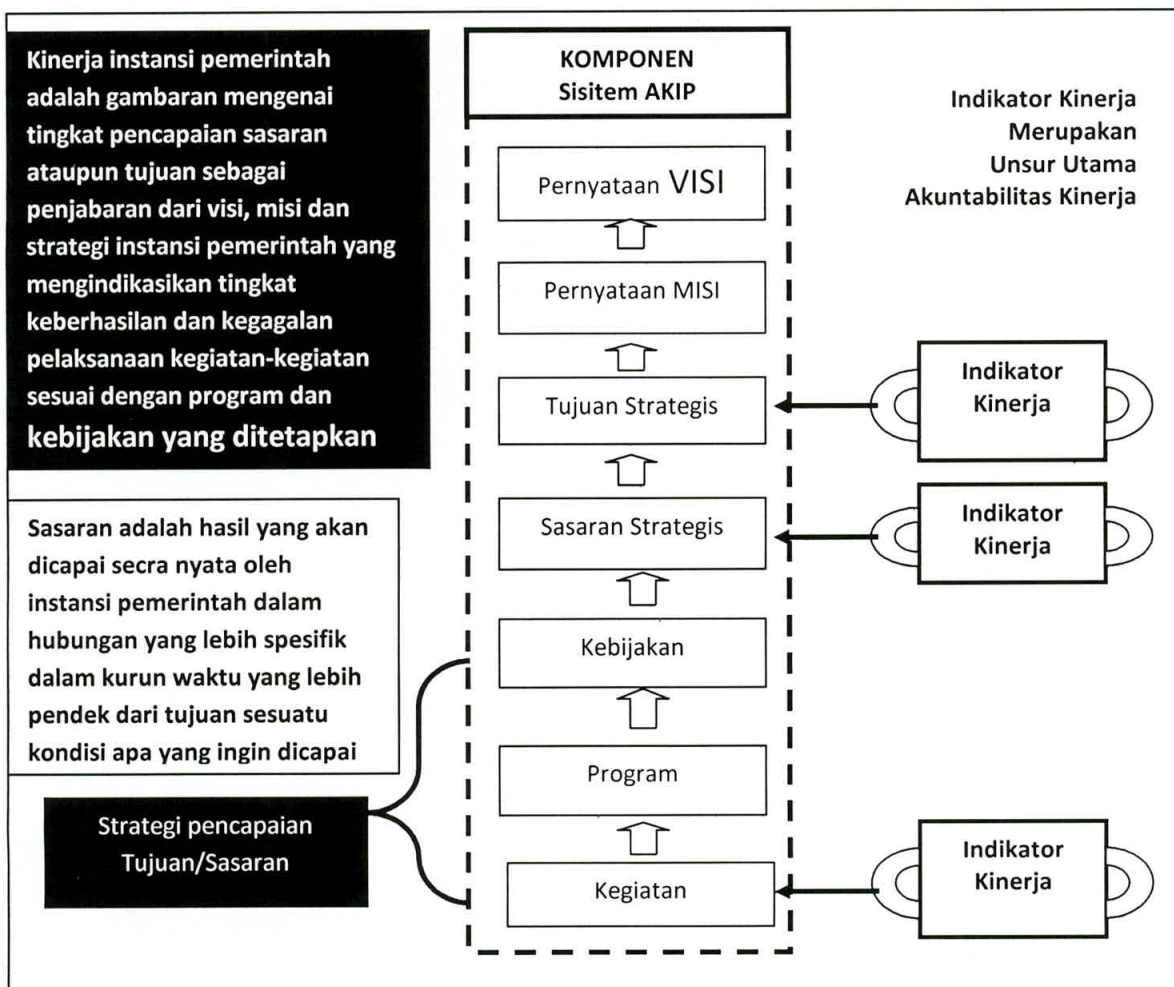 Kinerja instansi pemerintah
adalah gambaran mengenai
tingkat pencapaian sasaran
ataupun tujuan sebagai
penjabaran dari visi, misi dan
strategi instansi pemerintah yang
mengindikasikan tingkat
keberhasilan dan kegagalan
pelaksanaan kegiatan-kegiatan
sesuai dengan program dan
kebijakan yang ditetapkan
Sasaran adalah hasil yang akan
dicapai secra nyata oleh
instansi pemerintah dalam
hubungan yang lebih spesifik
dalam kurun waktu yang lebih
pendek dari tujuan sesuatu
kondisi apa yang ingin dicapai
Strategi pencapaian
Tujuan/Sasaran
KOMPONEN
Sisitem AKIP
Pernyataan VISI
Pernyataan MISI
Tujuan Strategis
Sasaran Strategis
Kebijakan
Program
Kegiatan
Indikator Kinerja
Merupakan
Unsur Utama
Akuntabilitas Kinerja
Indikator
Kinerja
Indikator
Kinerja
Indikator
Kinerja